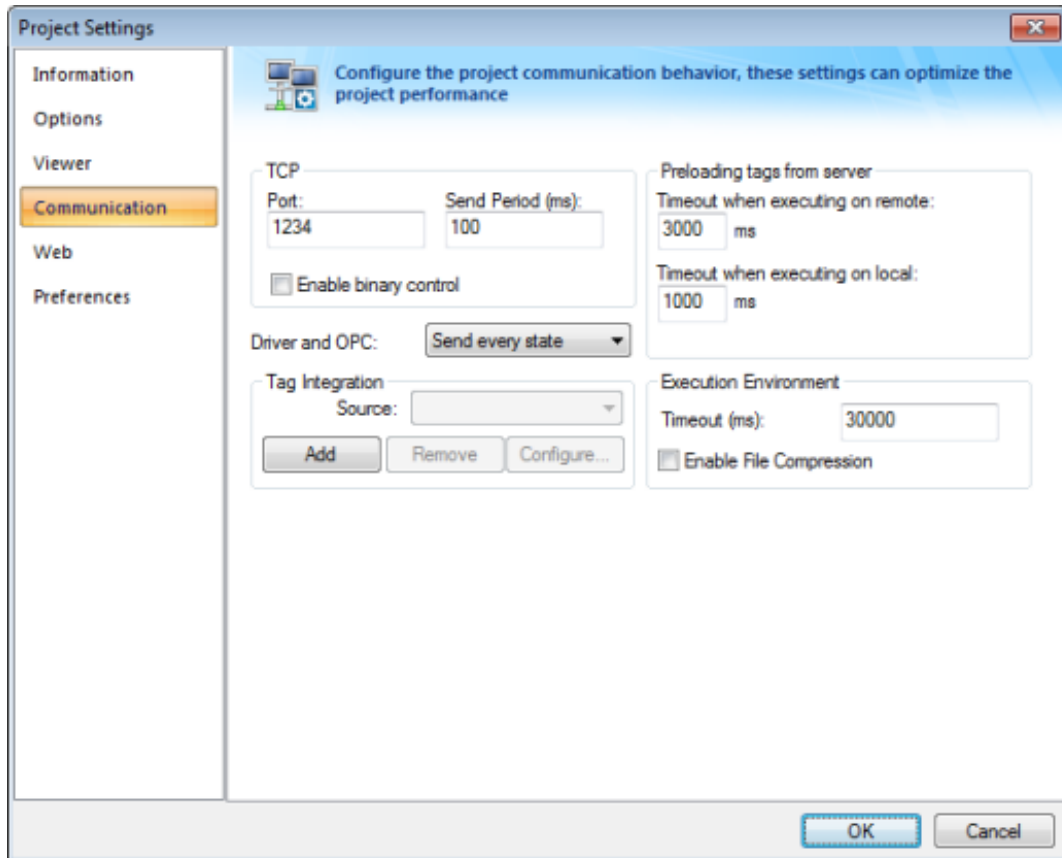 Project Settings
Information
Options
Viewer
Communication
Web
Preferences
Configure the project communication behavior, these settings can optimize the
project performance
TCP
Port:
Send Period (ms):
1234
100
Enable binary control
Driver and OPC:
Send every state
Tag Integration
Source:
Add
Remove
Configure...
Preloading tags from server
Timeout when executing on remote:
3000 ms
Timeout when executing on local:
1000 ms
Execution Environment
Timeout (ms): 30000
Enable File Compression
OK
Cancel